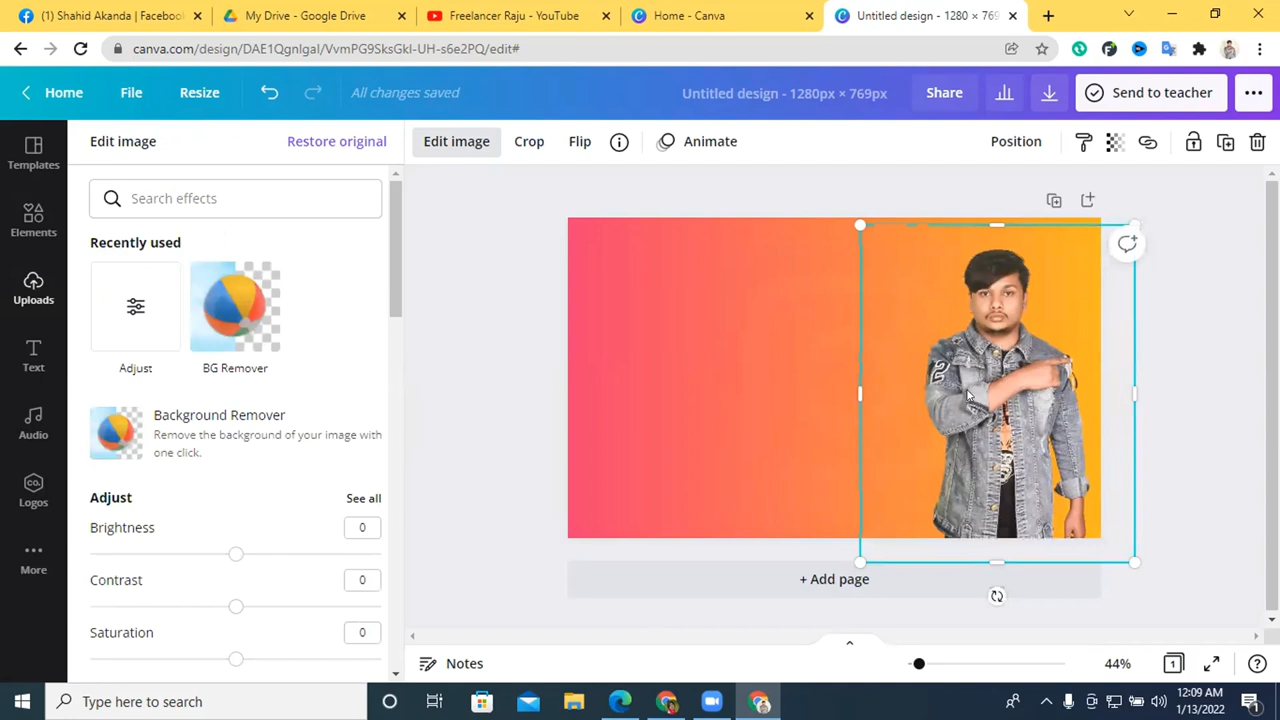 Shahid Akanda | Facebook
My Drive - Google Drive
Freelancer Raju - YouTube
Home - Canva
Untitled design - 1280 × 769
canva.com/design/DAE1QgnIgaI/VvmPG9SksGkI-UH-s6e2PQ/edit#
Home
File
Resize
All changes saved
Untitled design - 1280px × 769px
Share
Send to teacher
Templates
Elements
Uploads
Text
Audio
Logos
More
Edit image
Restore original
Edit image
Crop
Flip
Animate
Position
Search effects
Recently used
Adjust
BG Remover
Background Remover
Remove the background of your image with
one click.
Adjust
See all
Brightness
0
Contrast
0
Saturation
0
2
+ Add page
Notes
44%
1
Type here to search
12:09 AM
1/13/2022
1